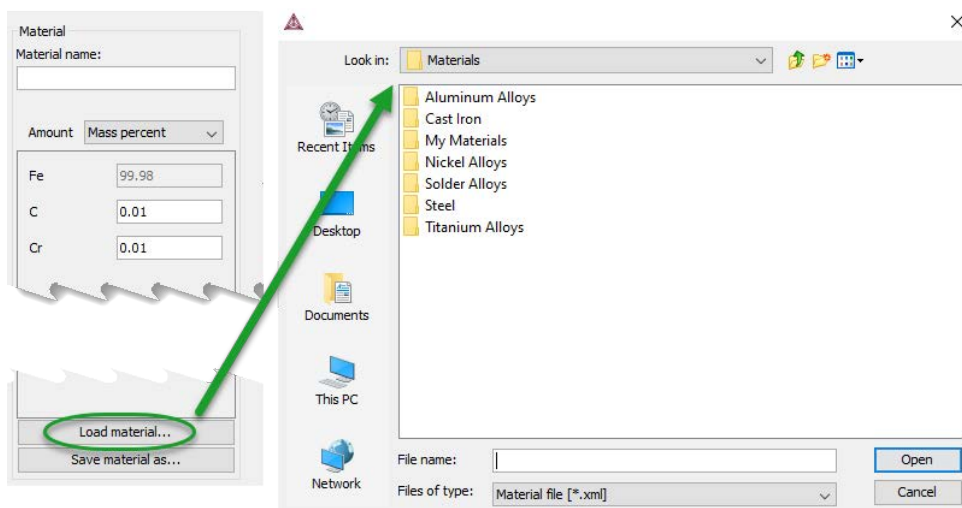 Material
Material name:
Amount Mass percent
Fe 99.98
C 0.01
Cr 0.01
Load material...
Save material as...
Look in: Materials
Recent Items
Desktop
Documents
This PC
Network
Aluminum Alloys
Cast Iron
My Materials
Nickel Alloys
Solder Alloys
Steel
Titanium Alloys
File name:
Open
Files of type: Material file [*.xml]
Cancel